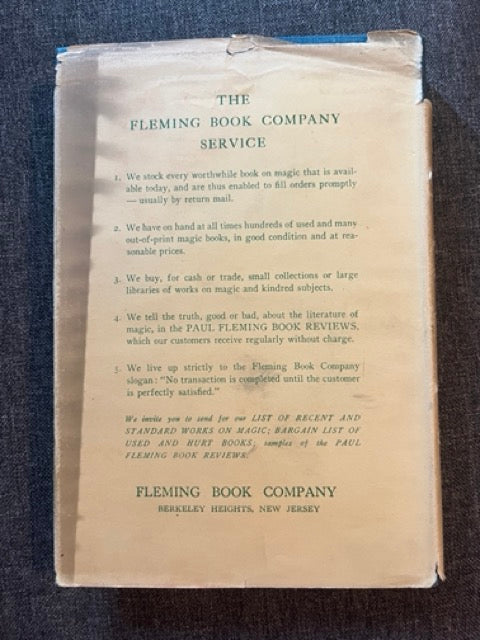 THE
FLEMING BOOK COMPANY
SERVICE
1. We stock every worthwhile book on magic that is avail-
able today, and are thus enabled to fill orders promptly
— usually by return mail.
2. We have on hand at all times hundreds of used and many
out-of-print magic books, in good condition and at rea-
sonable prices.
3. We buy, for cash or trade, small collections or large
libraries of works on magic and kindred subjects.
4. We tell the truth, good or bad, about the literature of
magic, in the PAUL FLEMING BOOK REVIEWS,
which our customers receive regularly without charge.
5. We live up strictly to the Fleming Book Company
slogan: "No transaction is completed until the customer
is perfectly satisfied."
We invite you to send for our LIST OF RECENT AND
STANDARD WORKS ON MAGIC; BARGAIN LIST OF
USED AND HURT BOOKS; samples of the PAUL
FLEMING BOOK REVIEWS.
FLEMING BOOK COMPANY
BERKELEY HEIGHTS, NEW JERSEY